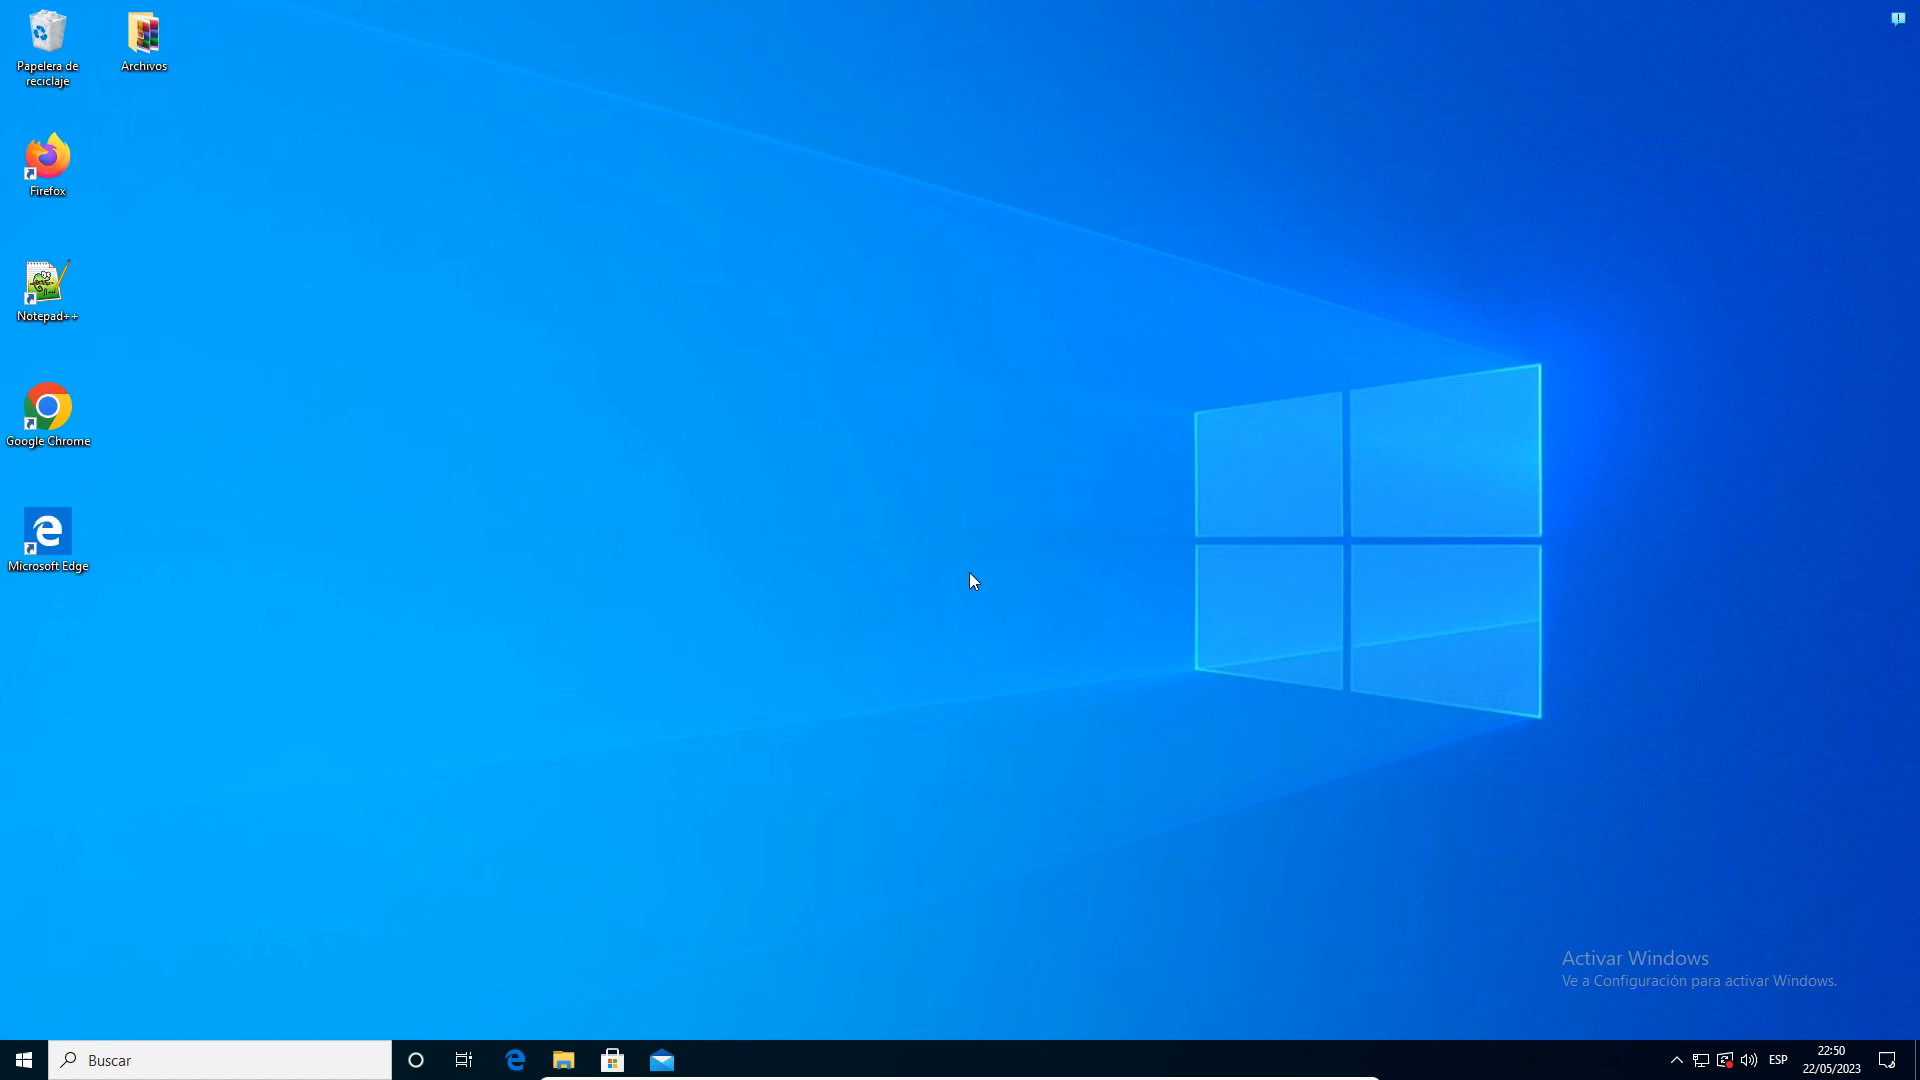 Papelera de
reciclaje
Archivos
Firefox
Notepad++
Google Chrome
Microsoft Edge
Activar Windows
Ve a Configuración para activar Windows.
Buscar
ESP
22:50
22/05/2023